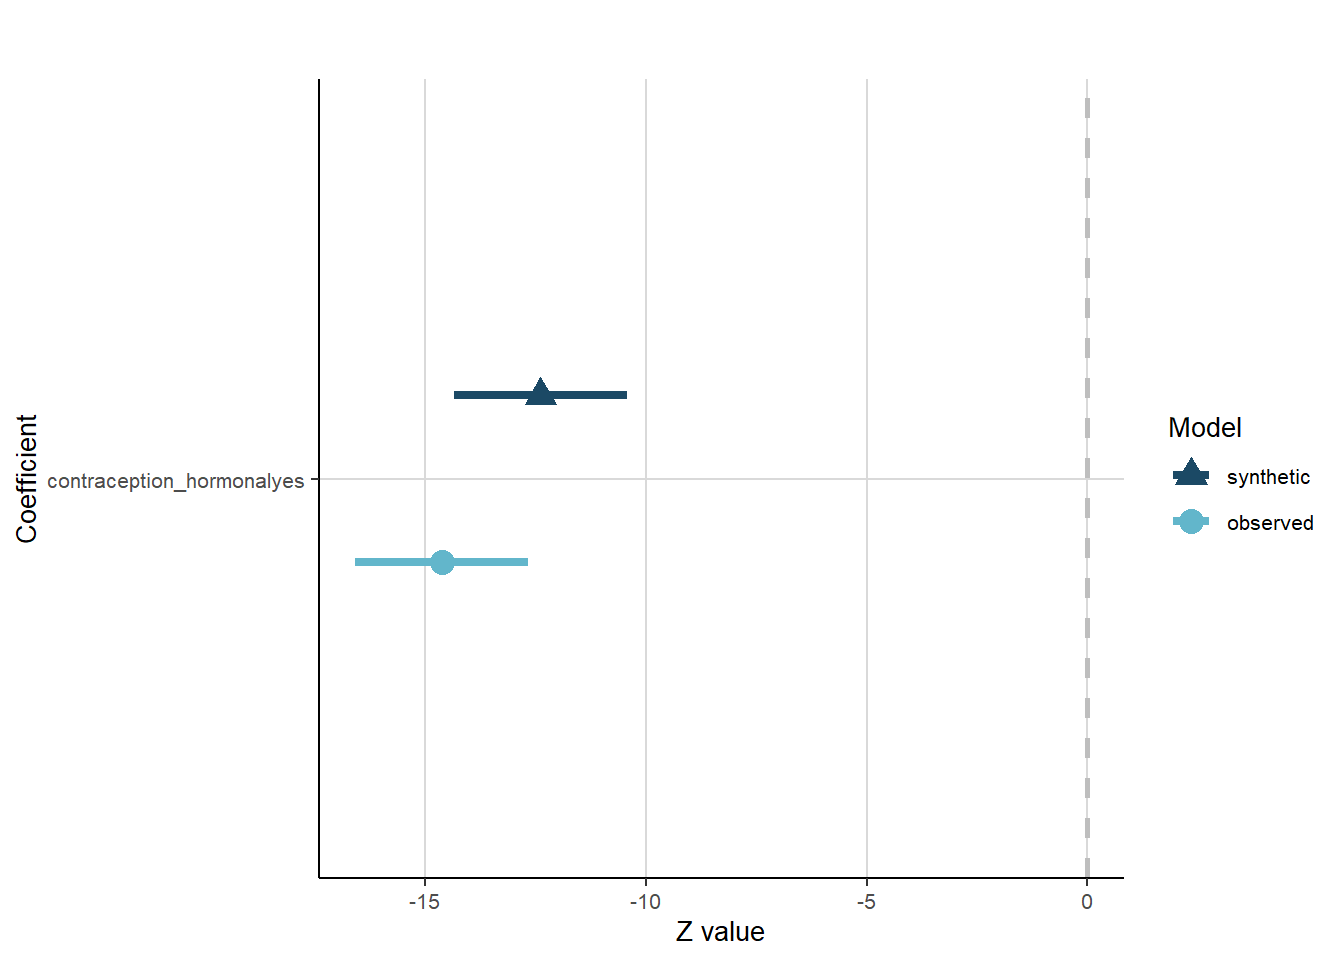 Coefficient
contraception_hormonalyes
-15
-10
-5
0
Z value
Model
synthetic
observed